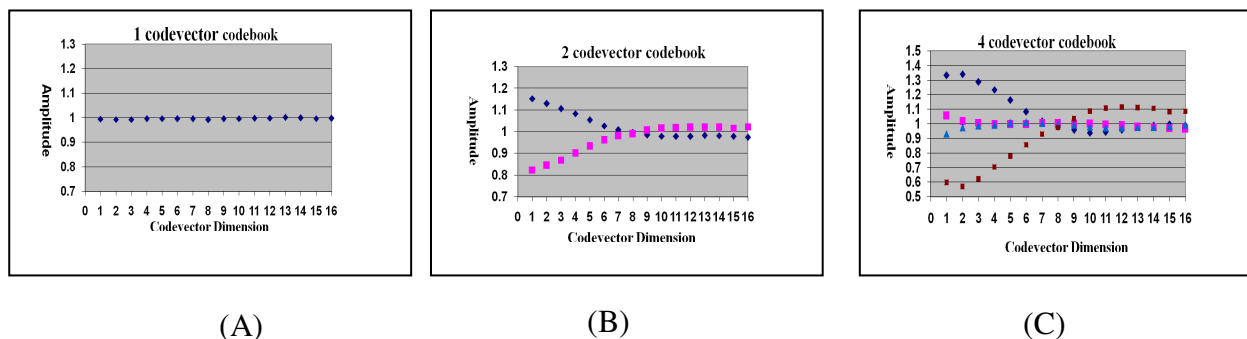 1 codevector codebook
1.3
1.2
1.1
1
0.9
0.8
0.7
Amplitude
0 1 2 3 4 5 6 7 8 9 10 11 12 13 14 15 16
Codevector Dimension
(A)
2 codevector codebook
1.3
1.2
1.1
1
0.9
0.8
0.7
Amplitude
0 1 2 3 4 5 6 7 8 9 10 11 12 13 14 15 16
Codevector Dimension
(B)
4 codevector codebook
1.5
1.4
1.3
1.2
1.1
1
0.9
0.8
0.7
0.6
0.5
Amplitude
0 1 2 3 4 5 6 7 8 9 10 11 12 13 14 15 16
Codevector Dimension
(C)